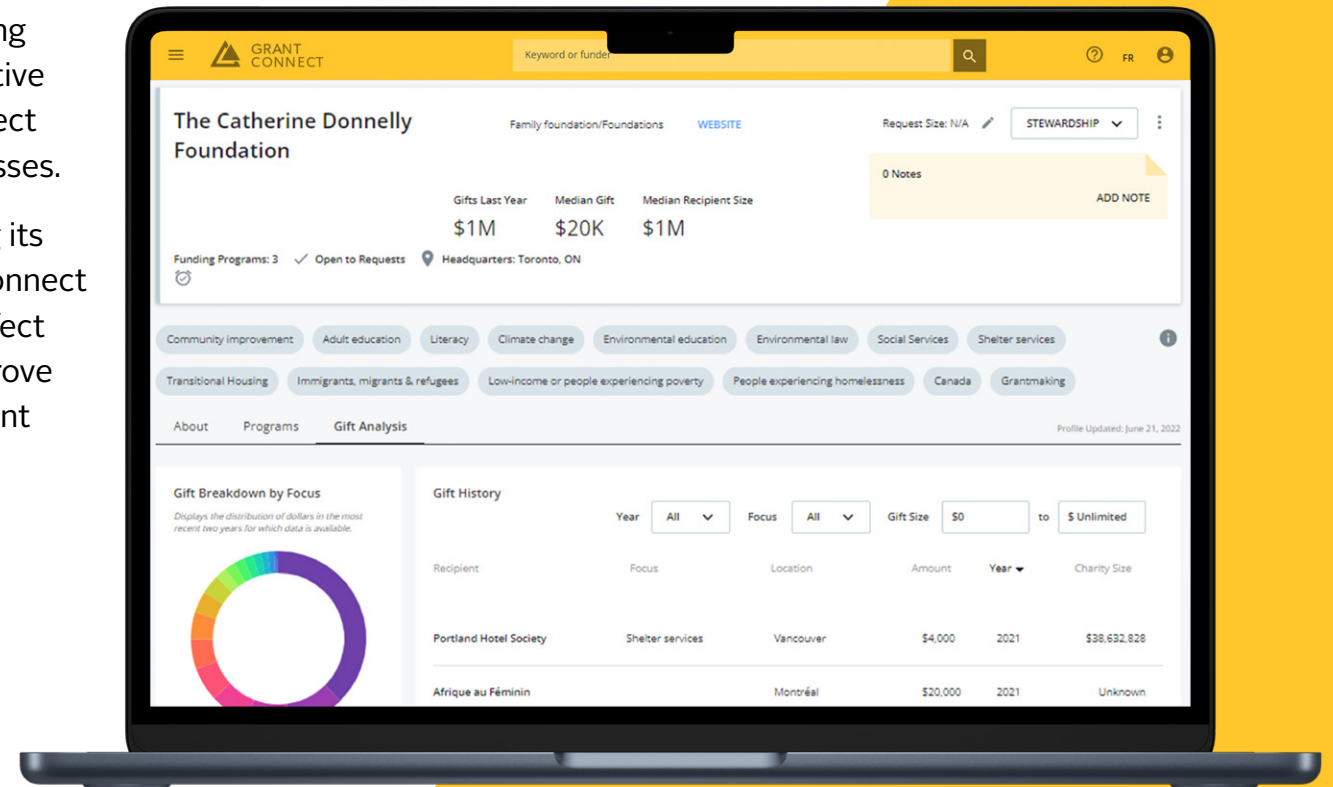 ng
tive
ect
sses.
g its
onnect
fect
rove
nt
GRANT
CONNECT
Keyword or funder
FR
The Catherine Donnelly
Foundation
Family foundation/Foundations
WEBSITE
Request Size: N/A
STEWARDSHIP
0 Notes
ADD NOTE
Gifts Last Year Median Gift Median Recipient Size
$1M $20K $1M
Funding Programs: 3 Open to Requests Headquarters: Toronto, ON
Community improvement Adult education Literacy Climate change Environmental education Environmental law Social Services Shelter services
Transitional Housing Immigrants, migrants & refugees Low-income or people experiencing poverty People experiencing homelessness Canada Grantmaking
About Programs Gift Analysis
Profile Updated: June 21, 2022
Gift Breakdown by Focus
Displays the distribution of dollars in the most
recent two years for which data is available.
Gift History
Year All Focus All Gift Size $0 to $ Unlimited
Recipient Focus Location Amount Year Charity Size
Portland Hotel Society Shelter services Vancouver $4,000 2021 $38,632,828
Afrique au Féminin Montréal $20,000 2021 Unknown